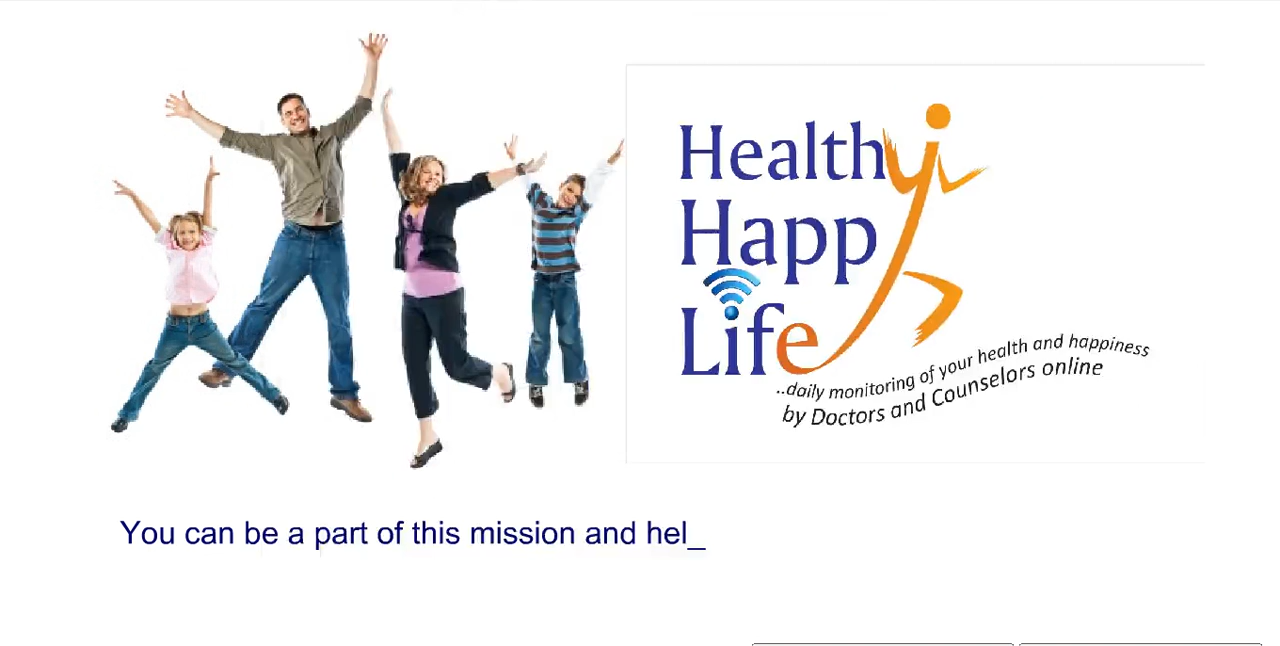 Healthy
Happy
Life
..daily monitoring of your health and happiness
by Doctors and Counselors online
You can be a part of this mission and hel_